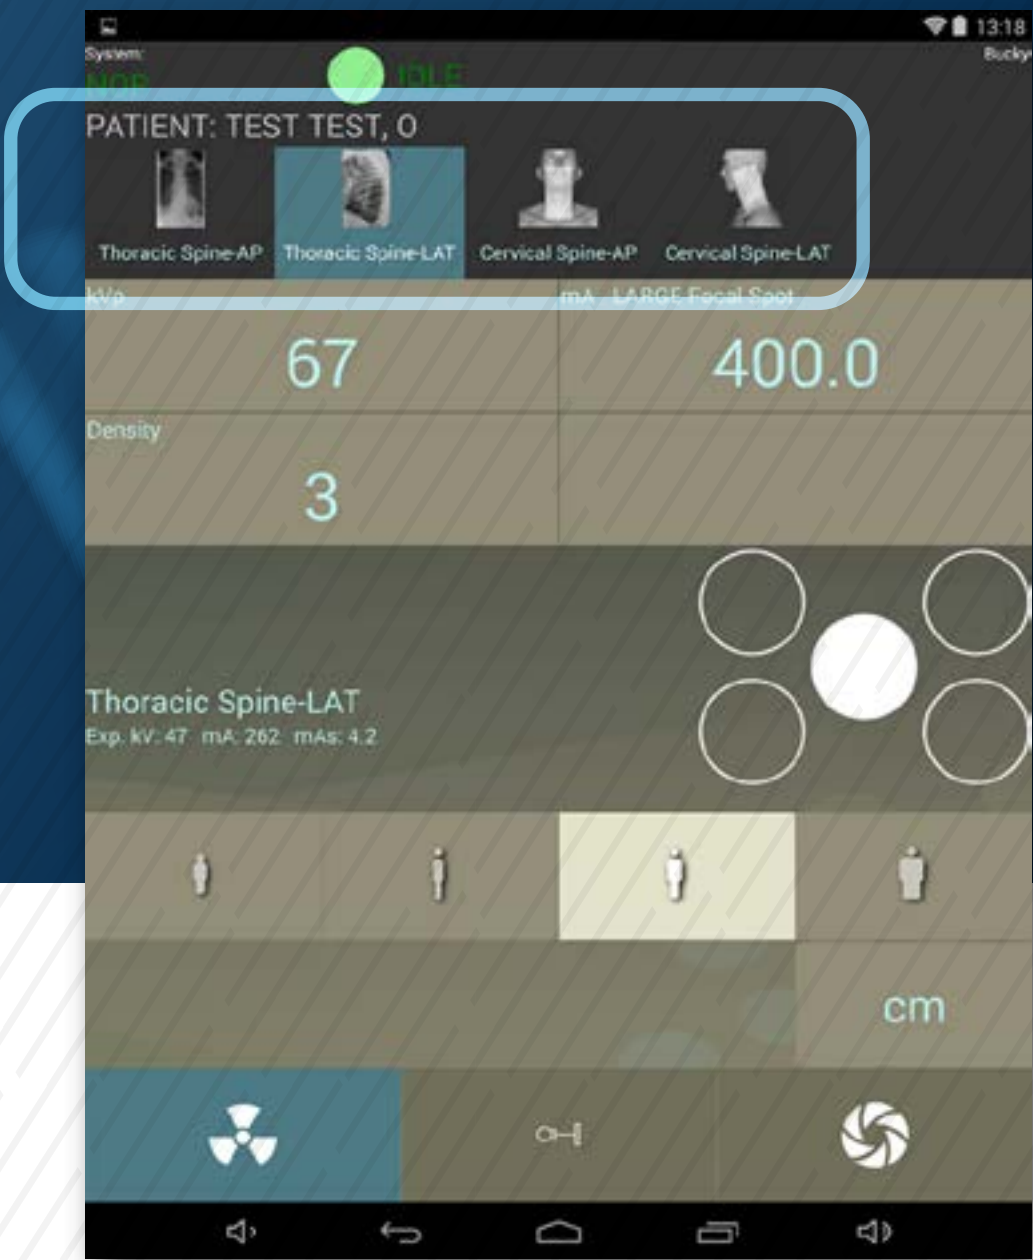 13:18
System:
Bucky
NOR
IDLE
PATIENT: TEST TEST, 0
Thoracic Spine-AP
Thoracic Spine-LAT
Cervical Spine-AP
Cervical Spine-LAT
kVp
mA LARGE Focal Spot
67
400.0
Density
3
Thoracic Spine-LAT
Exp. kV: 47 mA: 262 mAs: 4.2
cm